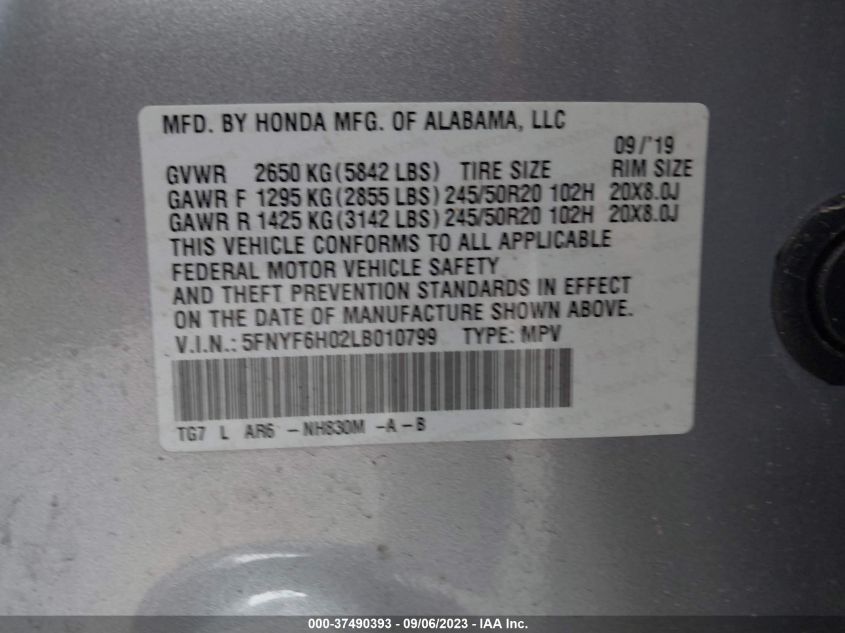 MFD. BY HONDA MFG. OF ALABAMA, LLC
09/'19
GVWR 2650 KG(5842 LBS) TIRE SIZE RIM SIZE
GAWR F 1295 KG(2855 LBS) 245/50R20 102H 20X8.0J
GAWR R 1425 KG(3142 LBS) 245/50R20 102H 20X8.0J
THIS VEHICLE CONFORMS TO ALL APPLICABLE
FEDERAL MOTOR VEHICLE SAFETY
AND THEFT PREVENTION STANDARDS IN EFFECT
ON THE DATE OF MANUFACTURE SHOWN ABOVE.
V.I.N.: 5FNYF6H02LB010799 TYPE: MPV
TG7 L AR6 -NH830M -A-B -
000-37490393 - 09/06/2023 - IAA Inc.